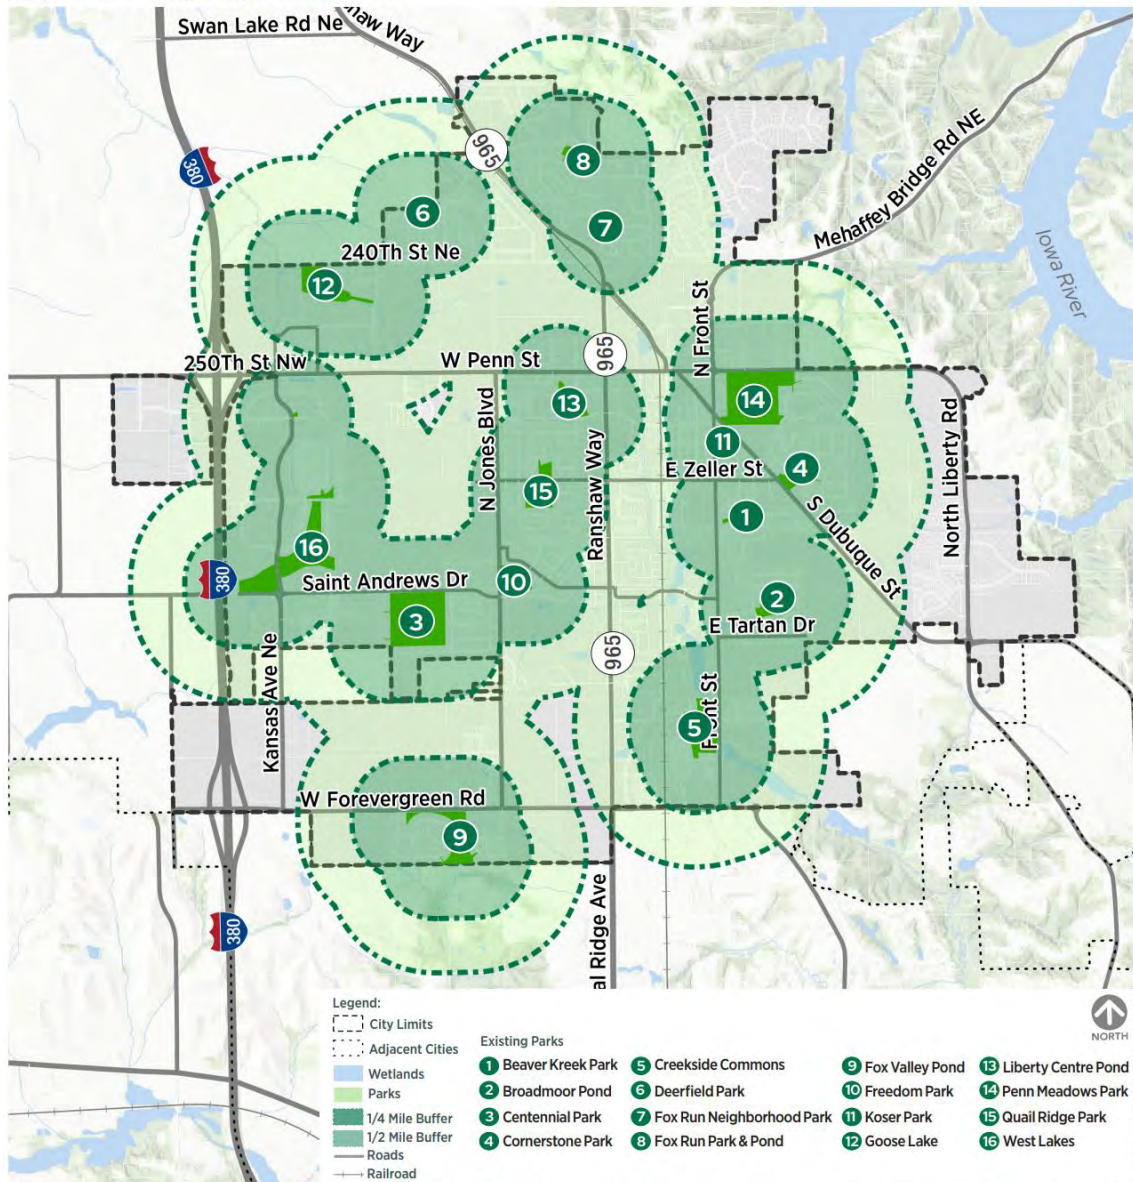 Swan Lake Rd Ne
shaw Way
965
380
8
6
7
Mehaffey Bridge Rd NE
Iowa River
240Th St Ne
12
N Front St
965
250Th St Nw
W Penn St
13
14
N Jones Blvd
Ranshaw Way
11
E Zeller St
4
North Liberty Rd
15
1
S Dubuque St
16
380
Saint Andrews Dr
10
2
3
E Tartan Dr
965
Kansas Ave Ne
5
Front St
W Forevergreen Rd
9
380
al Ridge Ave
Legend:
City Limits
Adjacent Cities
Wetlands
Parks
1/4 Mile Buffer
1/2 Mile Buffer
Roads
Railroad
Existing Parks
1 Beaver Kreek Park
2 Broadmoor Pond
3 Centennial Park
4 Cornerstone Park
5 Creekside Commons
6 Deerfield Park
7 Fox Run Neighborhood Park
8 Fox Run Park & Pond
9 Fox Valley Pond
10 Freedom Park
11 Koser Park
12 Goose Lake
13 Liberty Centre Pond
14 Penn Meadows Park
15 Quail Ridge Park
16 West Lakes
NORTH